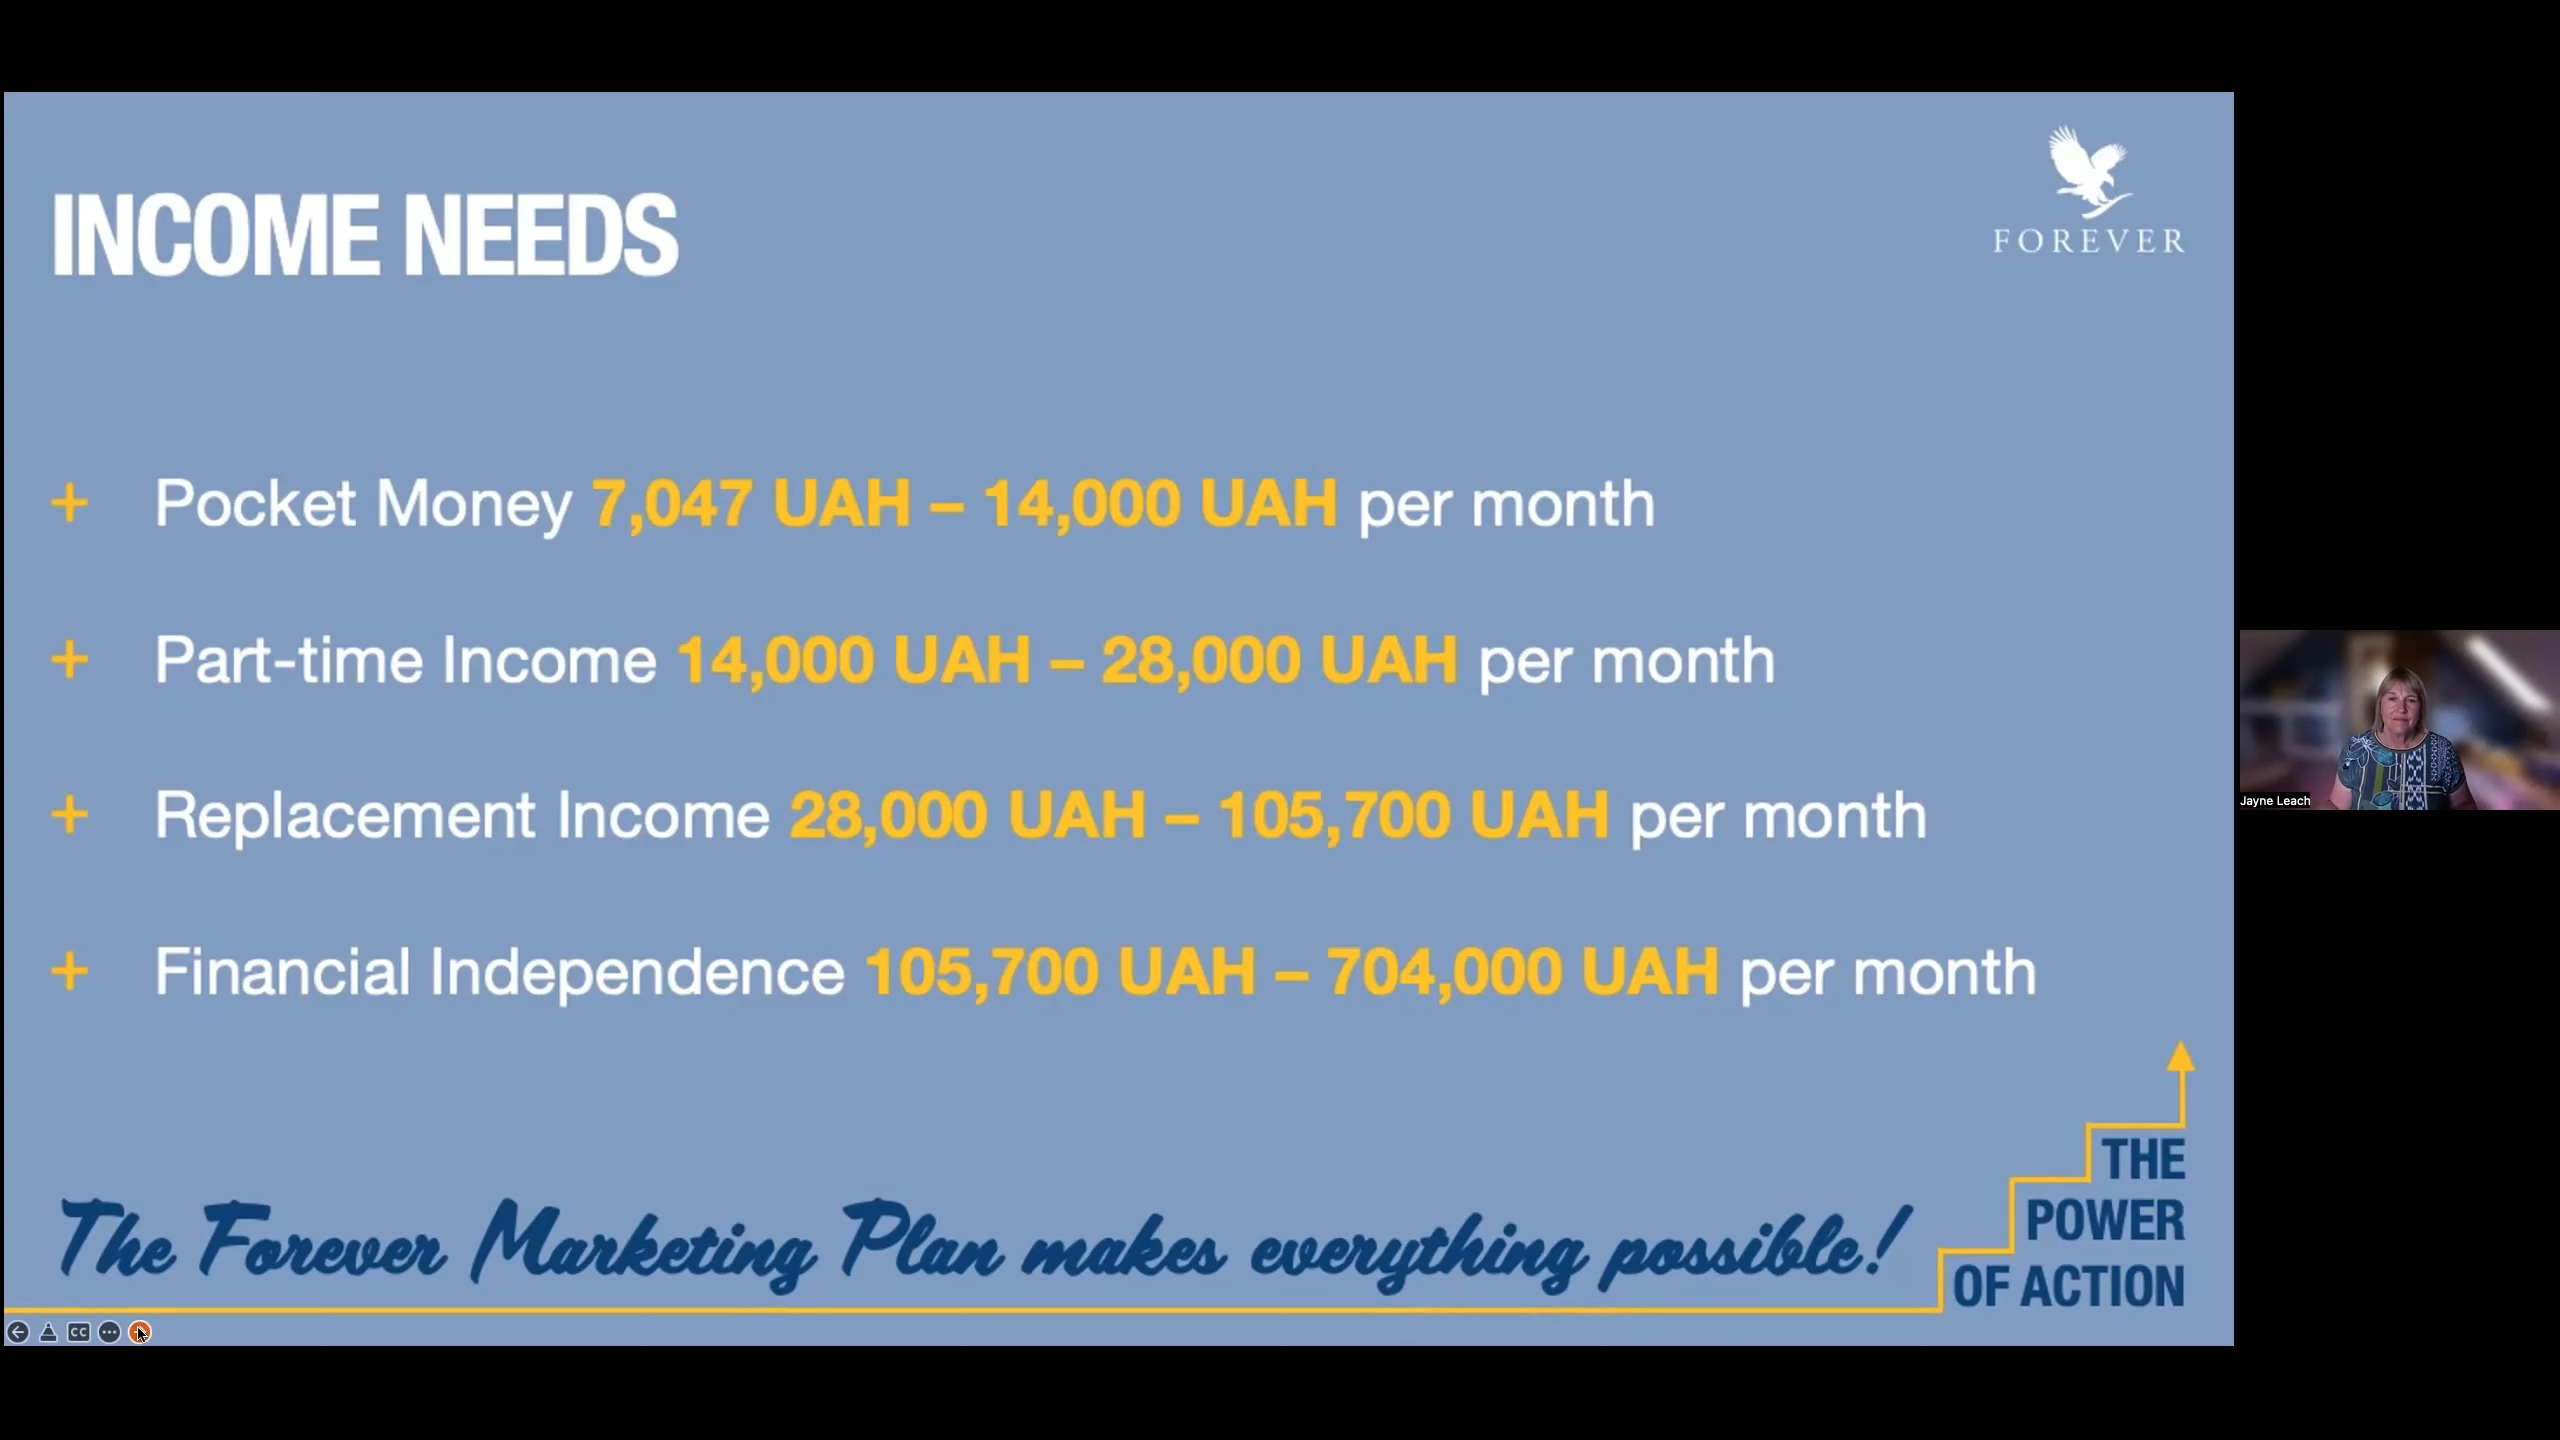 INCOME NEEDS
FOREVER
+ Pocket Money 7,047 UAH – 14,000 UAH per month
+ Part-time Income 14,000 UAH – 28,000 UAH per month
+ Replacement Income 28,000 UAH – 105,700 UAH per month
+ Financial Independence 105,700 UAH – 704,000 UAH per month
Jayne Leach
The Forever Marketing Plan makes everything possible!
THE
POWER
OF ACTION
CC